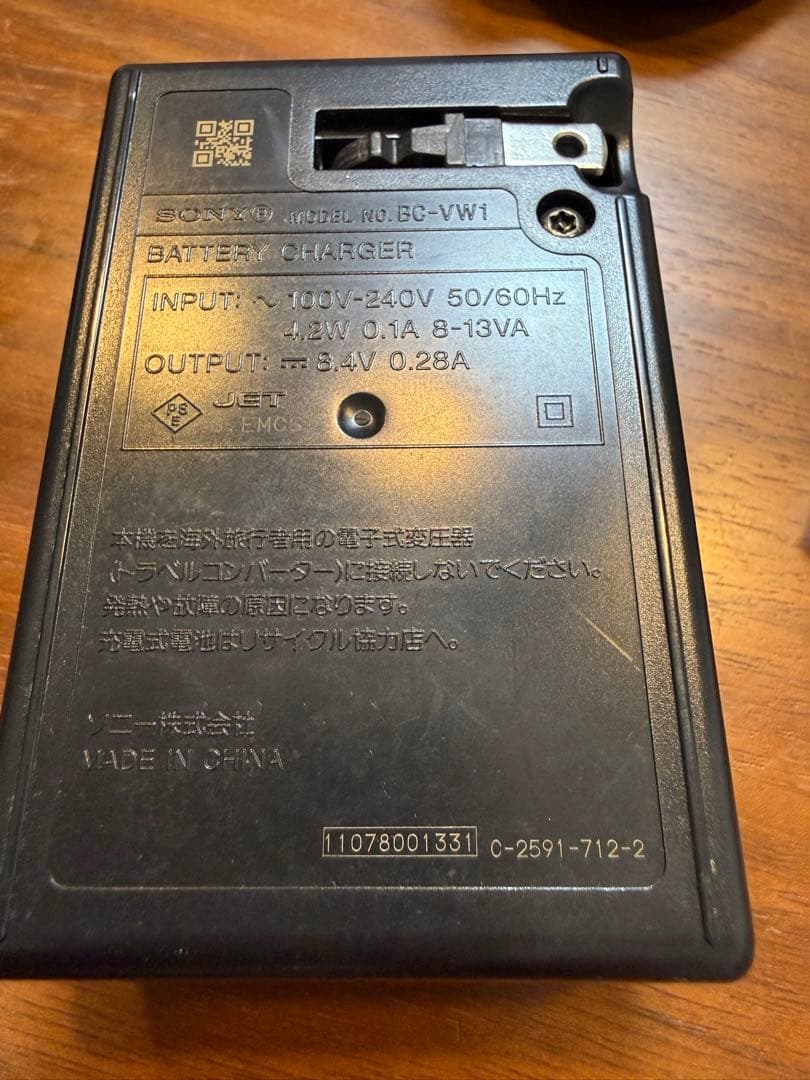 SONY® MODEL NO. BC-VW1
BATTERY CHARGER
INPUT: ~ 100V-240V 50/60Hz
4.2W 0.1A 8-13VA
OUTPUT: ⎓ 8.4V 0.28A
PS E JET
EMCS
本機を海外旅行者用の電子式変圧器
(トラベルコンバーター)に接続しないでください。
発熱や故障の原因になります。
充電式電池はリサイクル協力店へ。
ソニー株式会社
MADE IN CHINA
11078001331 C-2591-712-2